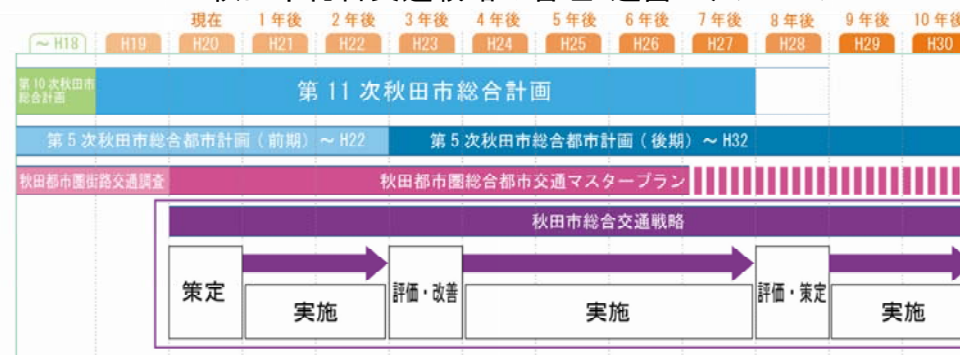 現在 1年後 2年後 3年後 4年後 5年後 6年後 7年後 8年後 9年後 10年後
～H18 H19 H20 H21 H22 H23 H24 H25 H26 H27 H28 H29 H30
第10次秋田市
総合計画
第11次秋田市総合計画
第5次秋田市総合都市計画(前期)～H22 第5次秋田市総合都市計画(後期)～H32
秋田都市圏街路交通調査 秋田都市圏総合都市交通マスタープラン
秋田市総合交通戦略
策定 評価・改善 評価・策定
実施 実施 実施